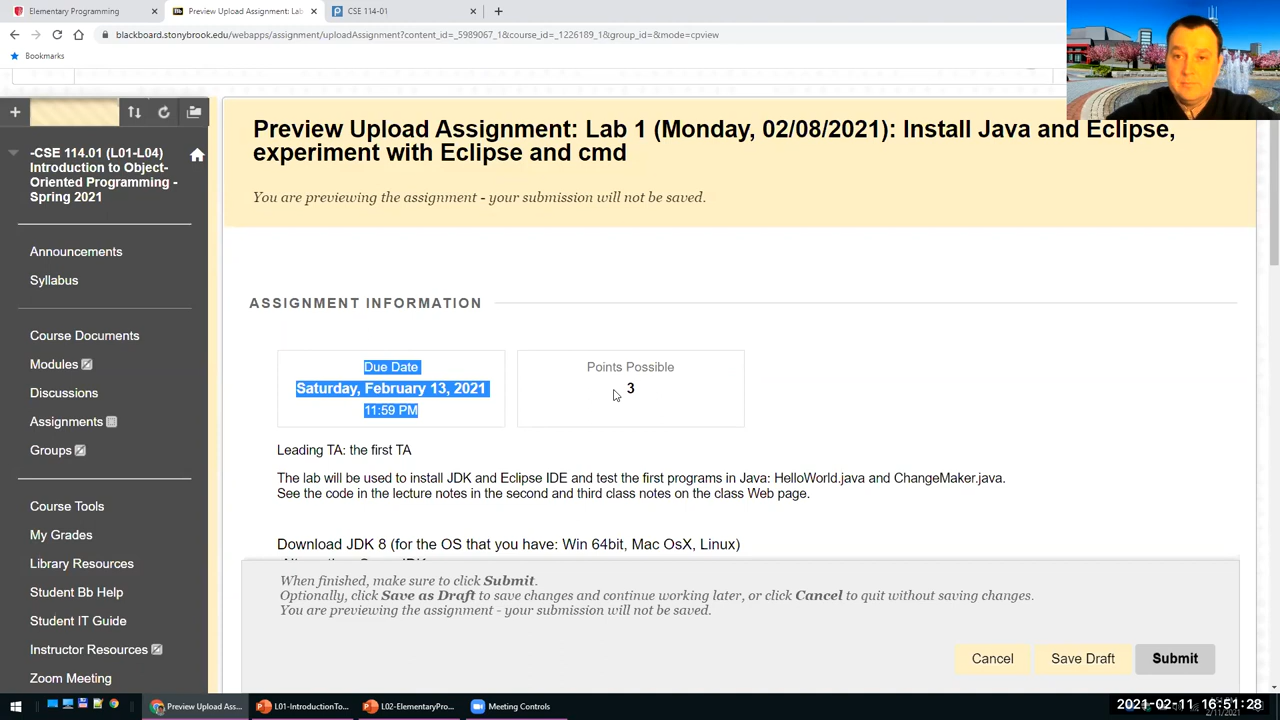 Elementary Programming
Preview Upload Assignment: Lab
CSE 114-01
blackboard.stonybrook.edu/webapps/assignment/uploadAssignment?content_id=_5989067_1&course_id=_1226189_1&group_id=&mode=cpview
Bookmarks
-CSE 114.01 (L01-L04)
Introduction to Object-
Oriented Programming -
Spring 2021
Announcements
Syllabus
Course Documents
Modules
Discussions
Assignments
Groups
Course Tools
My Grades
Library Resources
Student Bb Help
Student IT Guide
Instructor Resources
Zoom Meeting
Preview Upload Assignment: Lab 1 (Monday, 02/08/2021): Install Java and Eclipse,
experiment with Eclipse and cmd
You are previewing the assignment - your submission will not be saved.
ASSIGNMENT INFORMATION
Due Date
Saturday, February 13, 2021
11:59 PM
Points Possible
3
Leading TA: the first TA
The lab will be used to install JDK and Eclipse IDE and test the first programs in Java: HelloWorld.java and ChangeMaker.java.
See the code in the lecture notes in the second and third class notes on the class Web page.
Download JDK 8 (for the OS that you have: Win 64bit, Mac OsX, Linux)
When finished, make sure to click Submit.
Optionally, click Save as Draft to save changes and continue working later, or click Cancel to quit without saving changes.
You are previewing the assignment - your submission will not be saved.
Cancel
Save Draft
Submit
Preview Upload Ass...
L01-IntroductionTo...
L02-ElementaryPro...
Meeting Controls
2021-02-11 16:51:28